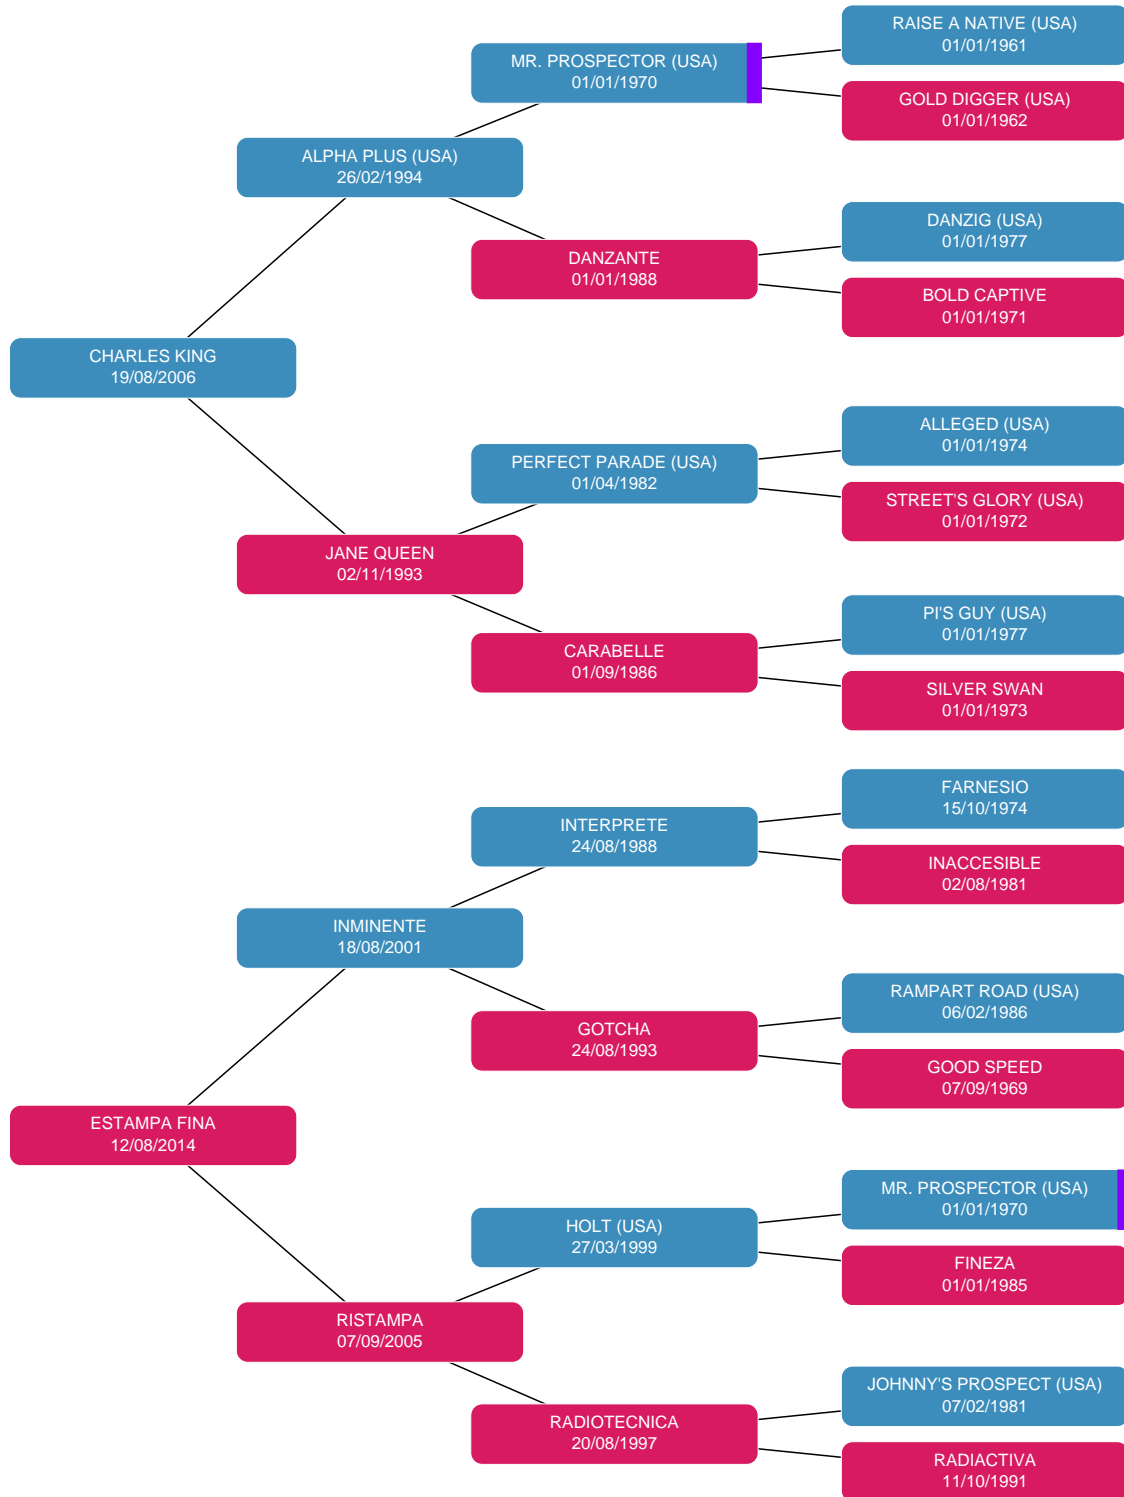 RAISE A NATIVE (USA)
01/01/1961
MR. PROSPECTOR (USA)
01/01/1970
GOLD DIGGER (USA)
01/01/1962
ALPHA PLUS (USA)
26/02/1994
DANZIG (USA)
01/01/1977
DANZANTE
01/01/1988
BOLD CAPTIVE
01/01/1971
CHARLES KING
19/08/2006
ALLEGED (USA)
01/01/1974
PERFECT PARADE (USA)
01/04/1982
STREET'S GLORY (USA)
01/01/1972
JANE QUEEN
02/11/1993
PI'S GUY (USA)
01/01/1977
CARABELLE
01/09/1986
SILVER SWAN
01/01/1973
FARNESIO
15/10/1974
INTERPRETE
24/08/1988
INACCESIBLE
02/08/1981
INMINENTE
18/08/2001
RAMPART ROAD (USA)
06/02/1986
GOTCHA
24/08/1993
GOOD SPEED
07/09/1969
ESTAMPA FINA
12/08/2014
MR. PROSPECTOR (USA)
01/01/1970
HOLT (USA)
27/03/1999
FINEZA
01/01/1985
RISTAMPA
07/09/2005
JOHNNY'S PROSPECT (USA)
07/02/1981
RADIOTECNICA
20/08/1997
RADIACTIVA
11/10/1991